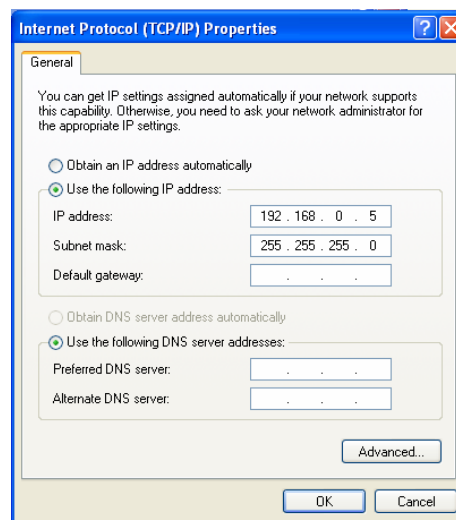 Internet Protocol (TCP/IP) Properties
General
You can get IP settings assigned automatically if your network supports
this capability. Otherwise, you need to ask your network administrator for
the appropriate IP settings.
Obtain an IP address automatically
Use the following IP address:
IP address: 192 . 168 . 0 . 5
Subnet mask: 255 . 255 . 255 . 0
Default gateway: . . .
Obtain DNS server address automatically
Use the following DNS server addresses:
Preferred DNS server: . . .
Alternate DNS server: . . .
Advanced...
OK Cancel